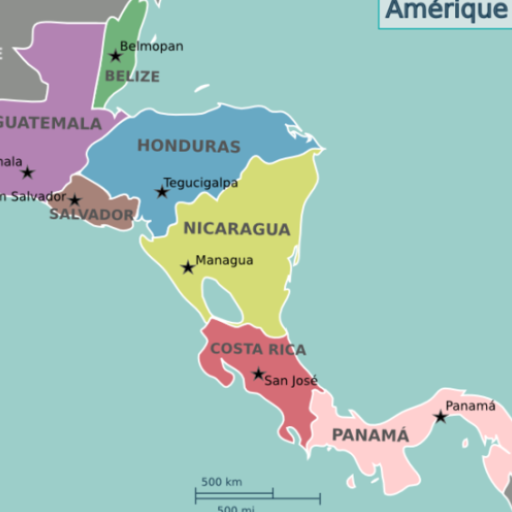 Amérique
Belmopan
BELIZE
GUATEMALA
HONDURAS
Tegucigalpa
Salvador
SALVADOR
NICARAGUA
Managua
COSTA RICA
San José
Panamá
PANAMÁ
500 km
500 mi